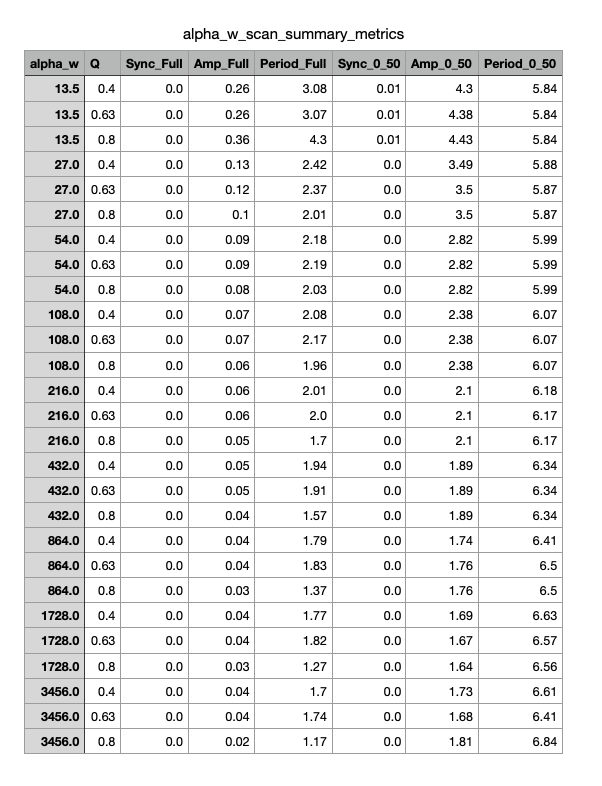 alpha_w_scan_summary_metrics
alpha_w Q Sync_Full Amp_Full Period_Full Sync_0_50 Amp_0_50 Period_0_50
13.5 0.4 0.0 0.26 3.08 0.01 4.3 5.84
13.5 0.63 0.0 0.26 3.07 0.01 4.38 5.84
13.5 0.8 0.0 0.36 4.3 0.01 4.43 5.84
27.0 0.4 0.0 0.13 2.42 0.0 3.49 5.88
27.0 0.63 0.0 0.12 2.37 0.0 3.5 5.87
27.0 0.8 0.0 0.1 2.01 0.0 3.5 5.87
54.0 0.4 0.0 0.09 2.18 0.0 2.82 5.99
54.0 0.63 0.0 0.09 2.19 0.0 2.82 5.99
54.0 0.8 0.0 0.08 2.03 0.0 2.82 5.99
108.0 0.4 0.0 0.07 2.08 0.0 2.38 6.07
108.0 0.63 0.0 0.07 2.17 0.0 2.38 6.07
108.0 0.8 0.0 0.06 1.96 0.0 2.38 6.07
216.0 0.4 0.0 0.06 2.01 0.0 2.1 6.18
216.0 0.63 0.0 0.06 2.0 0.0 2.1 6.17
216.0 0.8 0.0 0.05 1.7 0.0 2.1 6.17
432.0 0.4 0.0 0.05 1.94 0.0 1.89 6.34
432.0 0.63 0.0 0.05 1.91 0.0 1.89 6.34
432.0 0.8 0.0 0.04 1.57 0.0 1.89 6.34
864.0 0.4 0.0 0.04 1.79 0.0 1.74 6.41
864.0 0.63 0.0 0.04 1.83 0.0 1.76 6.5
864.0 0.8 0.0 0.03 1.37 0.0 1.76 6.5
1728.0 0.4 0.0 0.04 1.77 0.0 1.69 6.63
1728.0 0.63 0.0 0.04 1.82 0.0 1.67 6.57
1728.0 0.8 0.0 0.03 1.27 0.0 1.64 6.56
3456.0 0.4 0.0 0.04 1.7 0.0 1.73 6.61
3456.0 0.63 0.0 0.04 1.74 0.0 1.68 6.41
3456.0 0.8 0.0 0.02 1.17 0.0 1.81 6.84